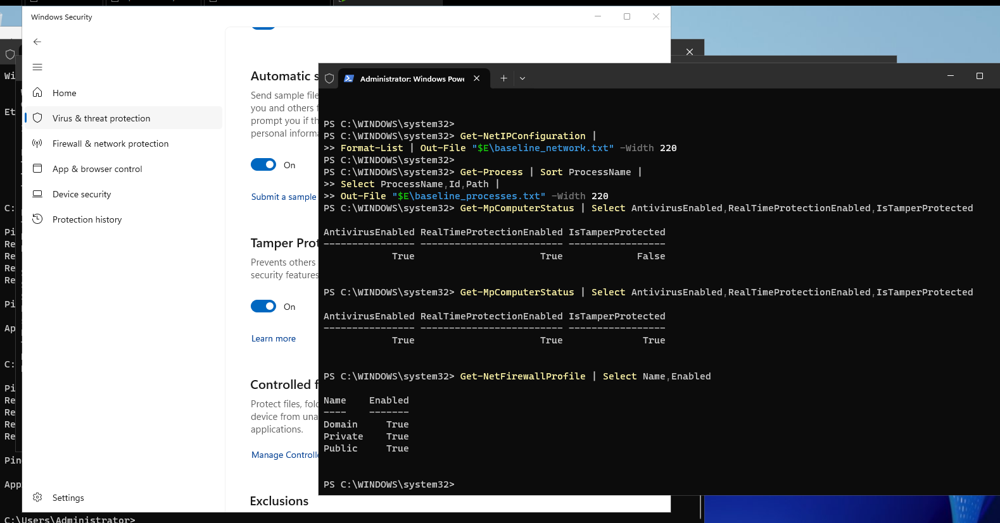 Windows Security
Home
Virus & threat protection
Firewall & network protection
App & browser control
Device security
Protection history
Settings
Automatic s
Send sample file
you and others f
prompt you if th
personal informa
On
Submit a sample
Tamper Prot
Prevents others
security features
On
Learn more
Controlled f
Protect files, fold
device from una
applications.
Manage Controlle
Exclusions
Administrator: Windows Powe
PS C:\WINDOWS\system32>
PS C:\WINDOWS\system32> Get-NetIPConfiguration |
>> Format-List | Out-File "$E\baseline_network.txt" -Width 220
PS C:\WINDOWS\system32>
PS C:\WINDOWS\system32> Get-Process | Sort ProcessName |
>> Select ProcessName,Id,Path |
>> Out-File "$E\baseline_processes.txt" -Width 220
PS C:\WINDOWS\system32> Get-MpComputerStatus | Select AntivirusEnabled,RealTimeProtectionEnabled,IsTamperProtected
AntivirusEnabled RealTimeProtectionEnabled IsTamperProtected
---------------- ------------------------- -----------------
True True False
PS C:\WINDOWS\system32> Get-MpComputerStatus | Select AntivirusEnabled,RealTimeProtectionEnabled,IsTamperProtected
AntivirusEnabled RealTimeProtectionEnabled IsTamperProtected
---------------- ------------------------- -----------------
True True True
PS C:\WINDOWS\system32> Get-NetFirewallProfile | Select Name,Enabled
Name Enabled
---- -------
Domain True
Private True
Public True
PS C:\WINDOWS\system32>
Wi
Et
C:
Pi
Re
Re
Re
Re
Pi
Ap
C:
Pi
Re
Re
Re
Re
Pin
App
C:\Users\Administrator>